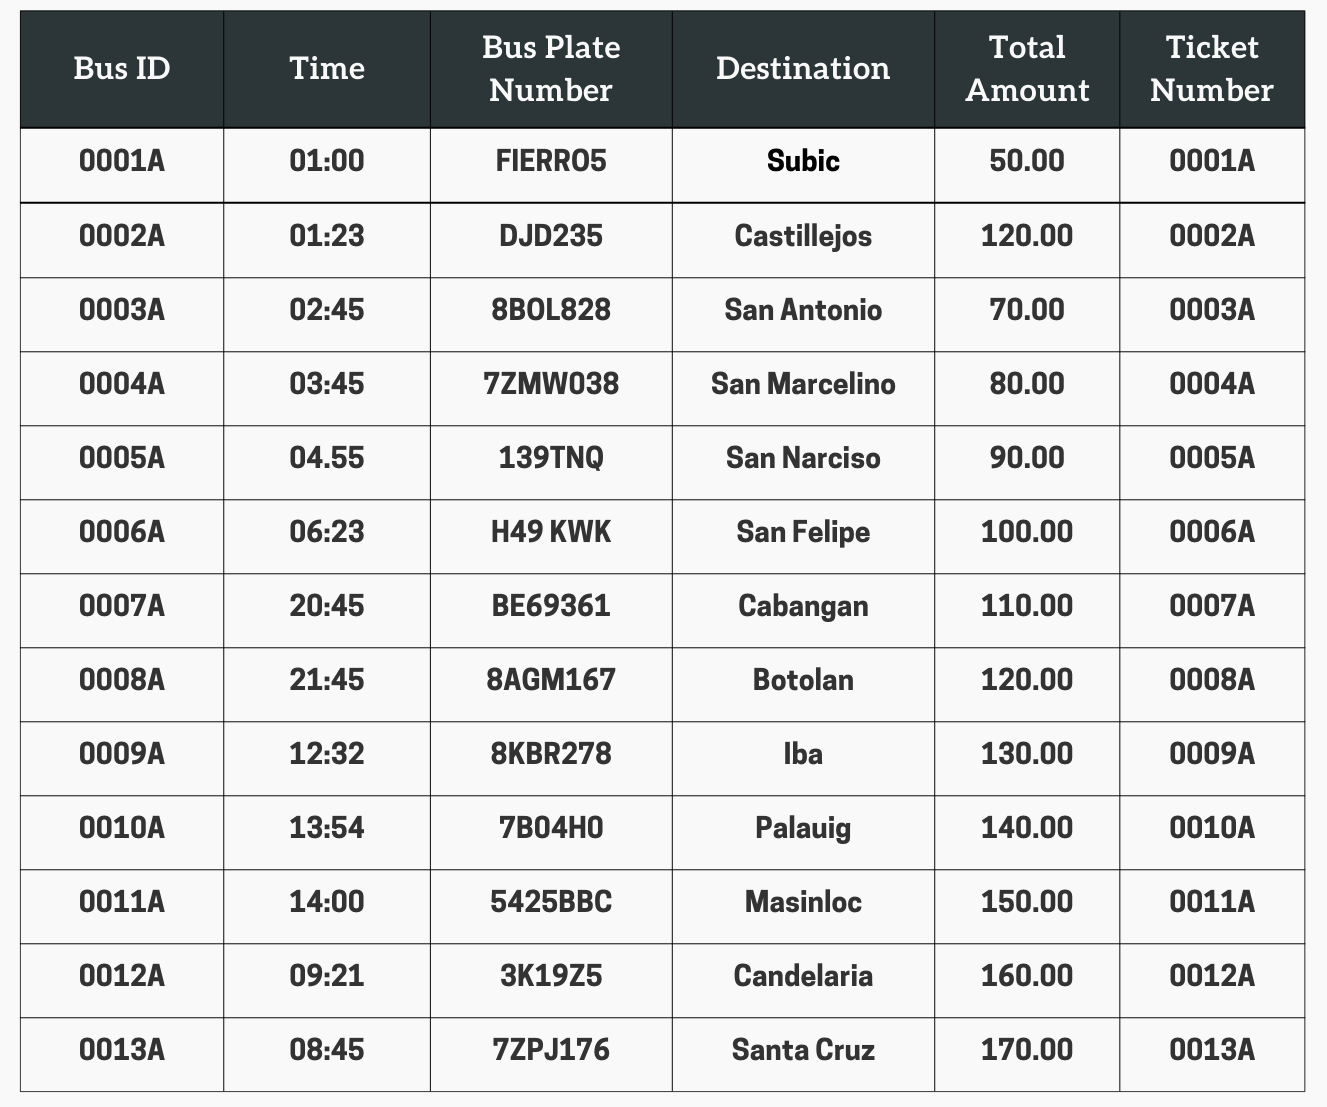 Bus ID Time Bus Plate Number Destination Total Amount Ticket Number
0001A 01:00 FIERRO5 Subic 50.00 0001A
0002A 01:23 DJD235 Castillejos 120.00 0002A
0003A 02:45 8BOL828 San Antonio 70.00 0003A
0004A 03:45 7ZMW038 San Marcelino 80.00 0004A
0005A 04.55 139TNQ San Narciso 90.00 0005A
0006A 06:23 H49 KWK San Felipe 100.00 0006A
0007A 20:45 BE69361 Cabangan 110.00 0007A
0008A 21:45 8AGM167 Botolan 120.00 0008A
0009A 12:32 8KBR278 Iba 130.00 0009A
0010A 13:54 7B04H0 Palauig 140.00 0010A
0011A 14:00 5425BBC Masinloc 150.00 0011A
0012A 09:21 3K19Z5 Candelaria 160.00 0012A
0013A 08:45 7ZPJ176 Santa Cruz 170.00 0013A